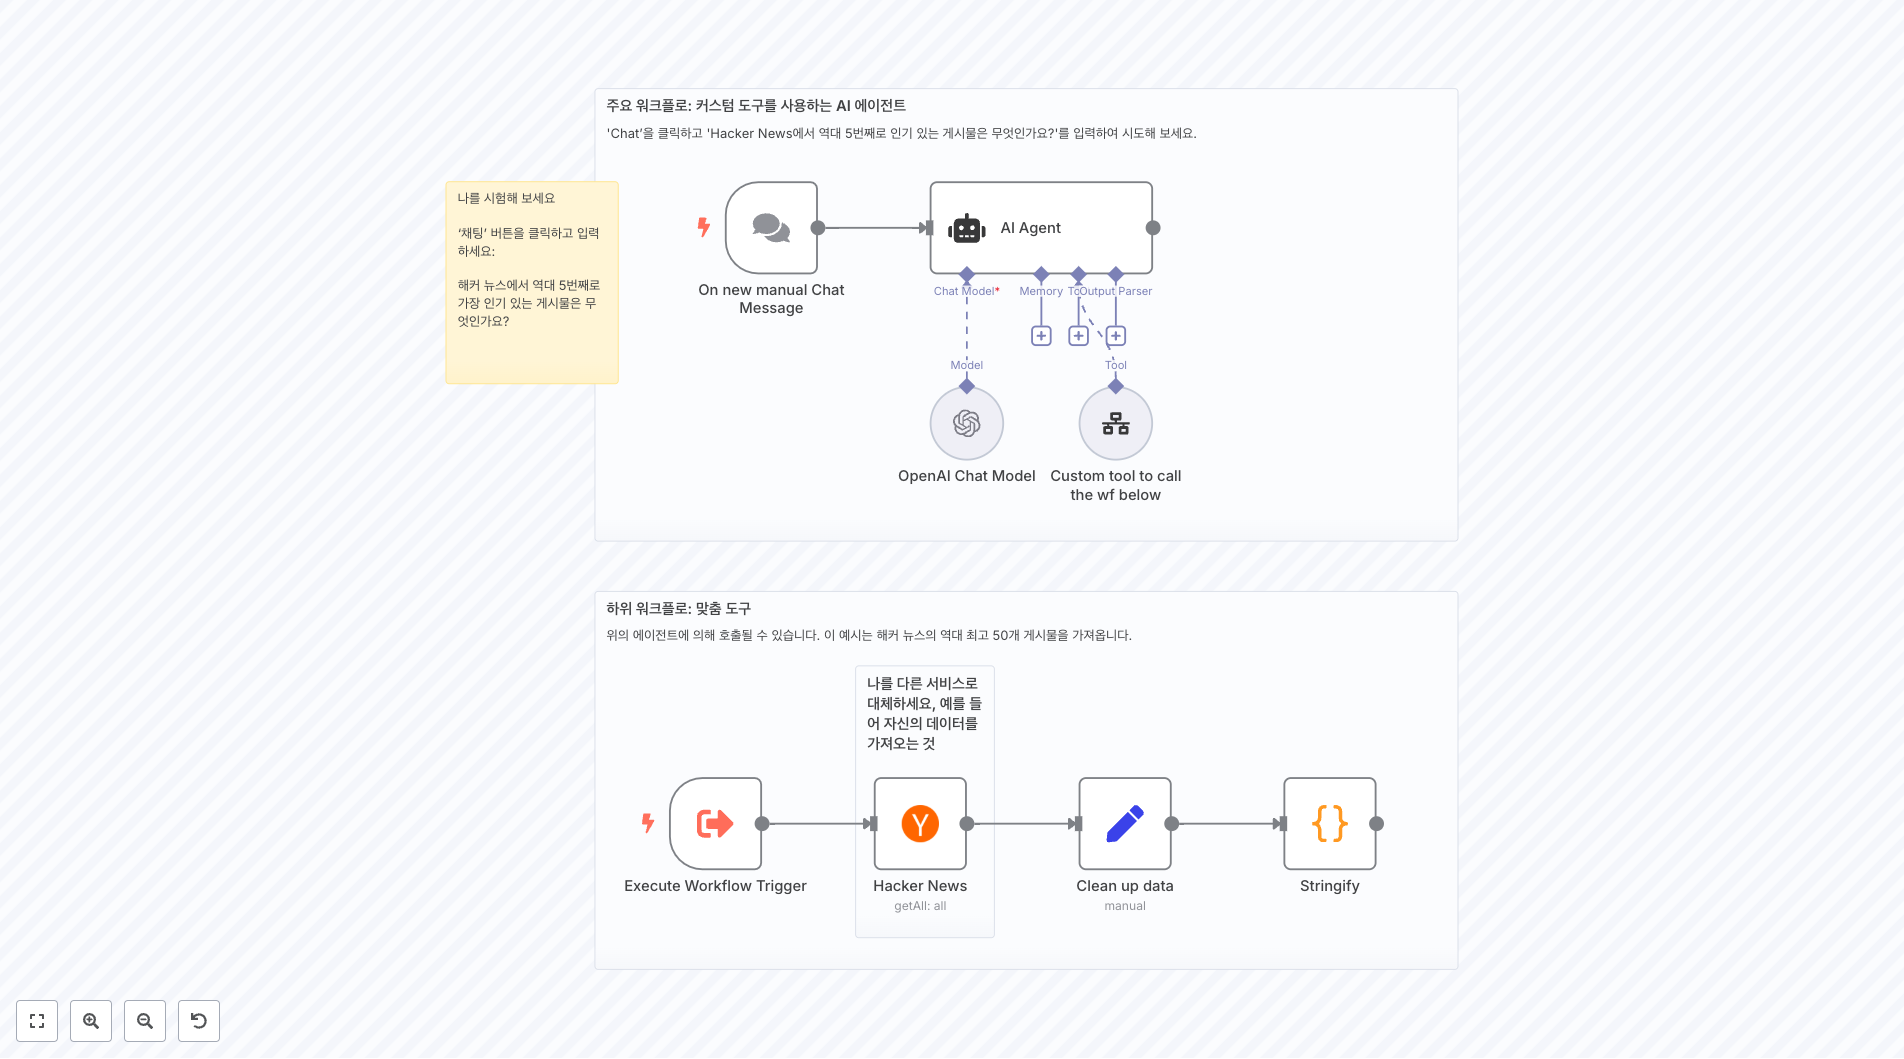 주요 워크플로: 커스텀 도구를 사용하는 AI 에이전트
'Chat’을 클릭하고 'Hacker News에서 역대 5번째로 인기 있는 게시물은 무엇인가요?'를 입력하여 시도해 보세요.
나를 시험해 보세요
‘채팅’ 버튼을 클릭하고 입력
하세요:
해커 뉴스에서 역대 5번째로
가장 인기 있는 게시물은 무
엇인가요?
On new manual Chat
Message
AI Agent
Chat Model*
Memory
Output Parser
Model
Tool
OpenAI Chat Model
Custom tool to call
the wf below
하위 워크플로: 맞춤 도구
위의 에이전트에 의해 호출될 수 있습니다. 이 예시는 해커 뉴스의 역대 최고 50개 게시물을 가져옵니다.
나를 다른 서비스로
대체하세요, 예를 들
어 자신의 데이터를
가져오는 것
Execute Workflow Trigger
Hacker News
getAll: all
Clean up data
manual
Stringify